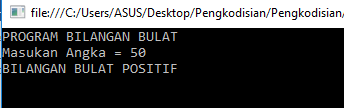 file:///C:/Users/ASUS/Desktop/Pengkodisian/Pengkodisian/
PROGRAM BILANGAN BULAT
Masukan Angka = 50
BILANGAN BULAT POSITIF